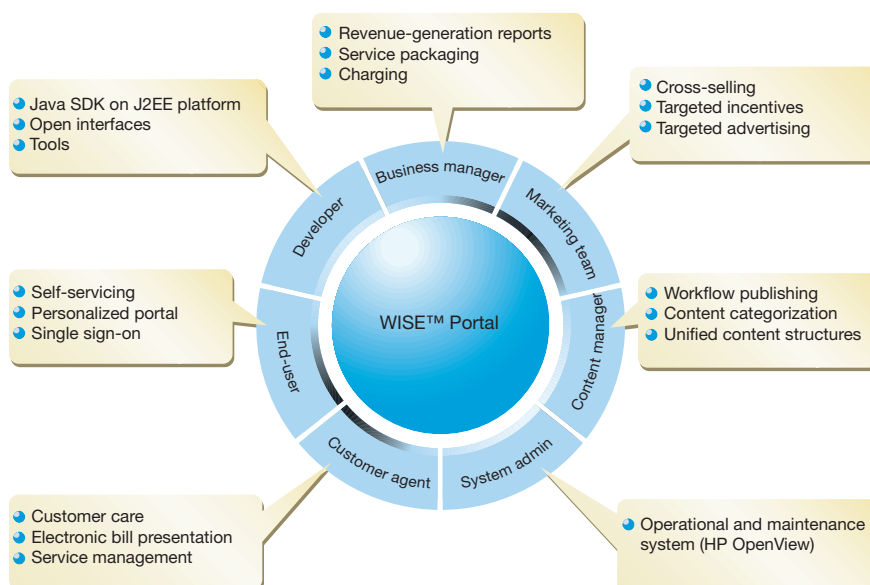 Revenue-generation reports
Service packaging
Charging
Java SDK on J2EE platform
Open interfaces
Tools
Cross-selling
Targeted incentives
Targeted advertising
Business manager
Developer
Marketing team
Self-servicing
Personalized portal
Single sign-on
End-user
WISE™ Portal
Content manager
Workflow publishing
Content categorization
Unified content structures
Customer agent
System admin
Customer care
Electronic bill presentation
Service management
Operational and maintenance
system (HP OpenView)